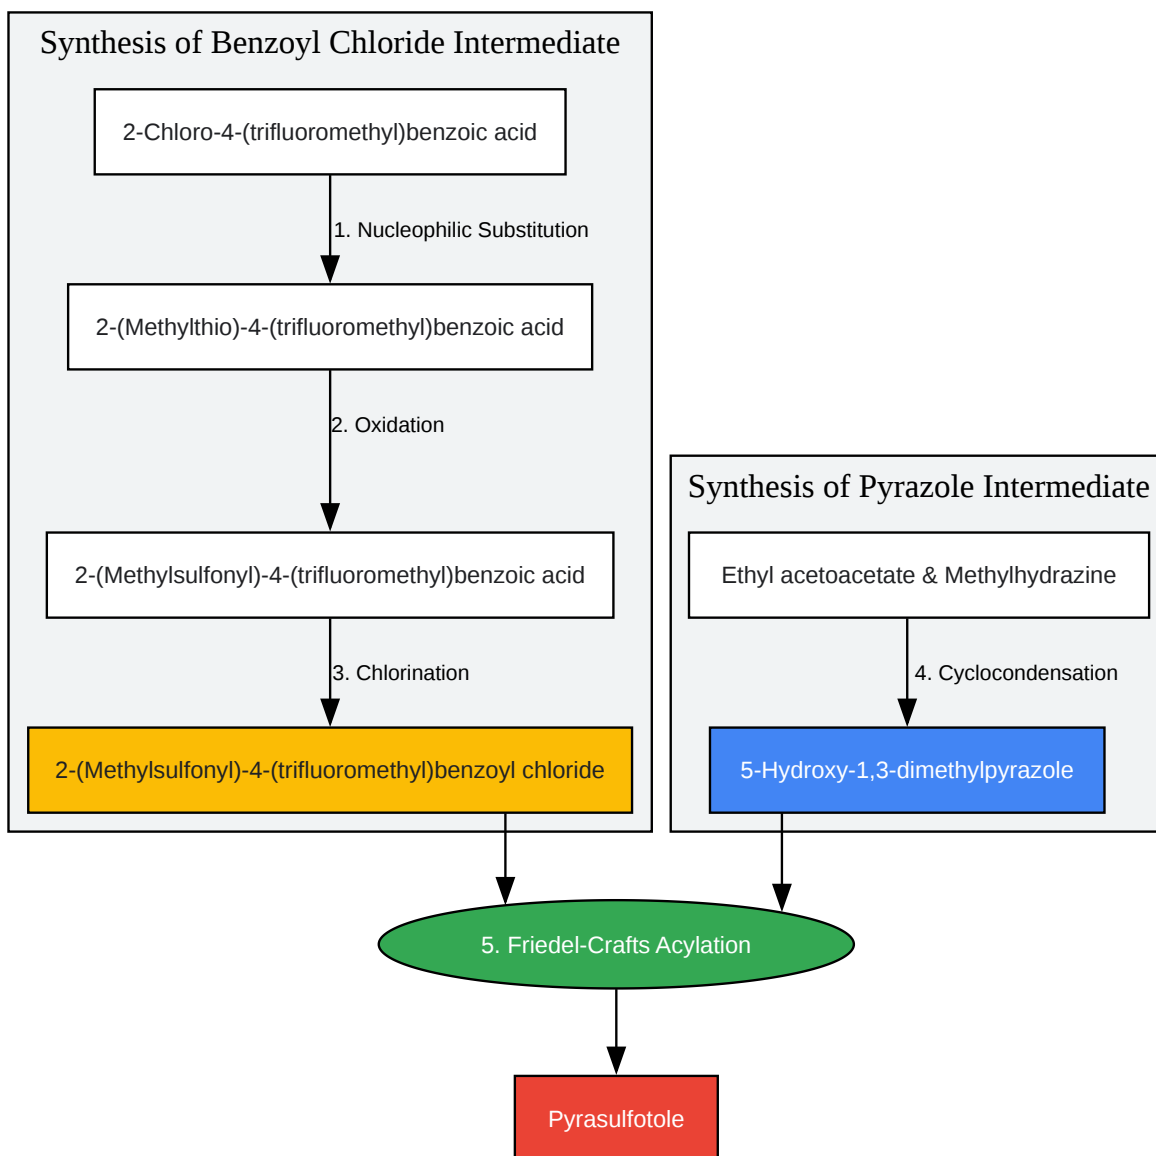 Synthesis of Benzoyl Chloride Intermediate
2-Chloro-4-(trifluoromethyl)benzoic acid
1. Nucleophilic Substitution
2-(Methylthio)-4-(trifluoromethyl)benzoic acid
2. Oxidation
2-(Methylsulfonyl)-4-(trifluoromethyl)benzoic acid
3. Chlorination
2-(Methylsulfonyl)-4-(trifluoromethyl)benzoyl chloride
Synthesis of Pyrazole Intermediate
Ethyl acetoacetate & Methylhydrazine
4. Cyclocondensation
5-Hydroxy-1,3-dimethylpyrazole
5. Friedel-Crafts Acylation
Pyrasulfotole